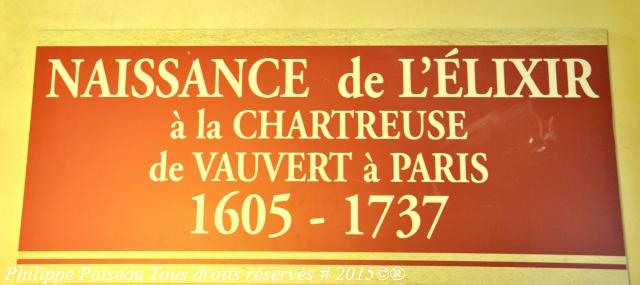 NAISSANCE de L'ÉLIXIR
à la CHARTREUSE
de VAUVERT à PARIS
1605 - 1737
Philippe Poiseau Tous droits réservés # 2015©®